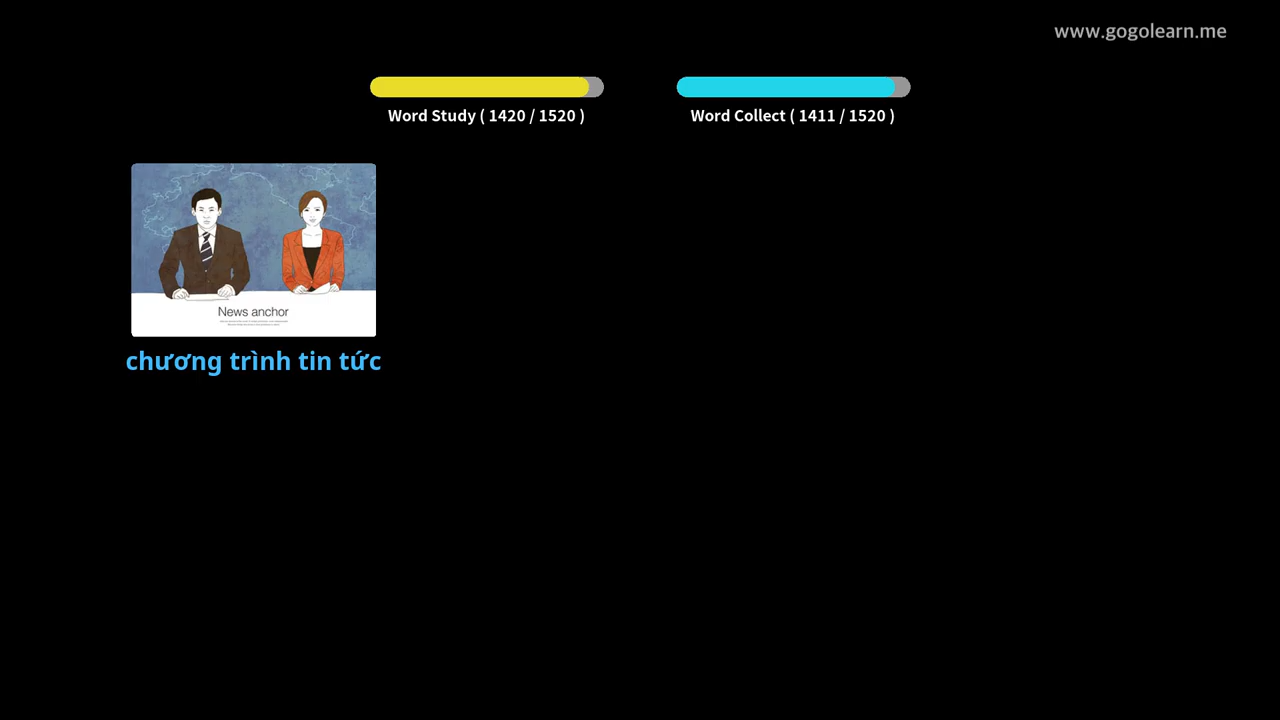 www.gogolearn.me
Word Study ( 1420 / 1520 )
Word Collect ( 1411 / 1520 )
News anchor
chương trình tin tức